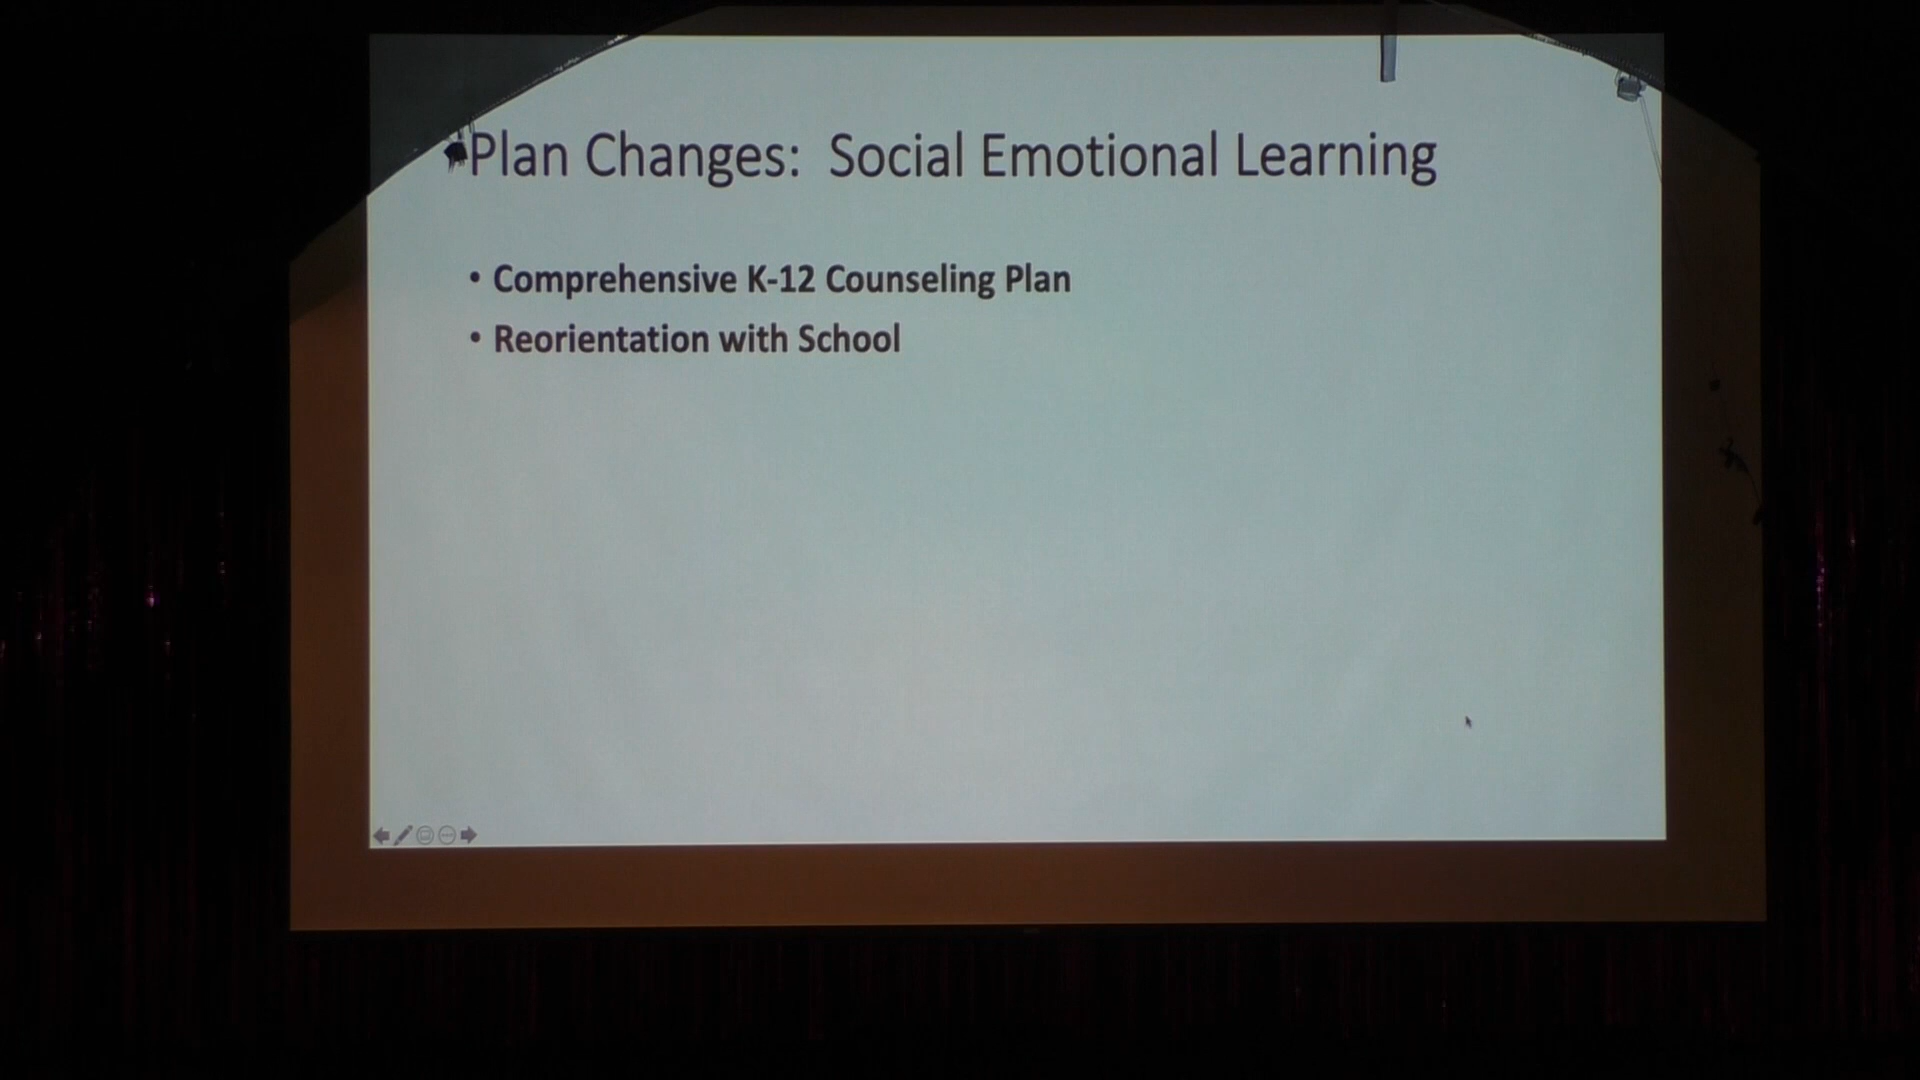 Plan Changes:  Social Emotional Learning
• Comprehensive K-12 Counseling Plan
• Reorientation with School